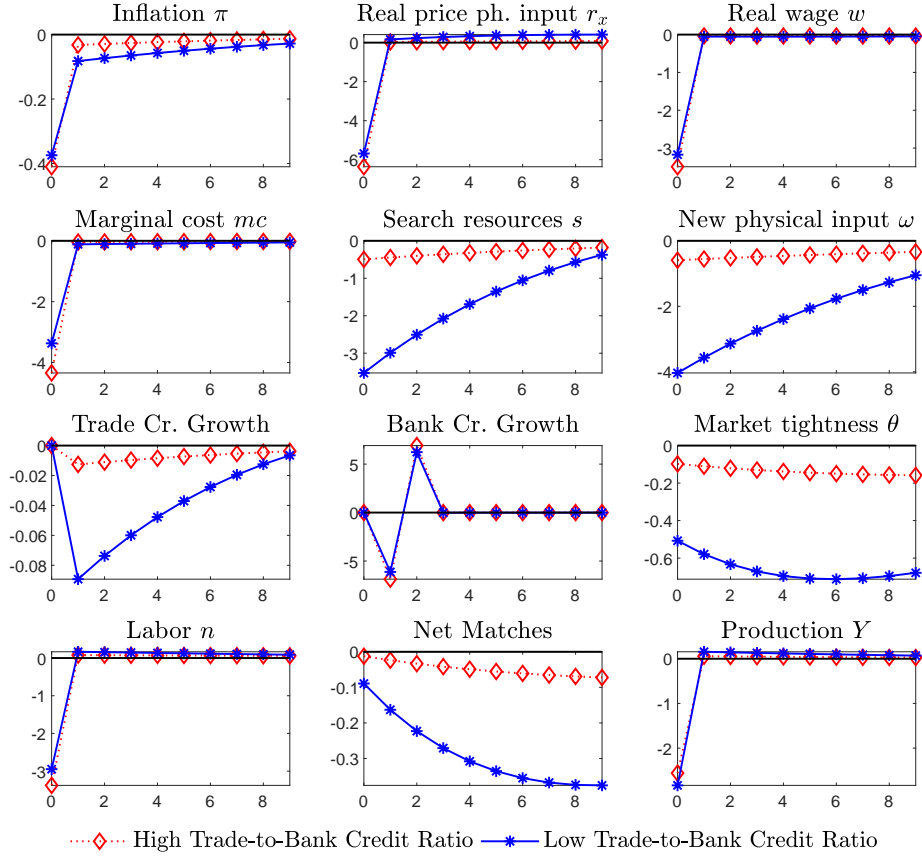 Inflation π
Real price ph. input r_x
Real wage w
0
-0.2
-0.4
0 2 4 6 8
0
-2
-4
-6
0 2 4 6 8
0
-1
-2
-3
0 2 4 6 8
Marginal cost mc
Search resources s
New physical input ω
0
-2
-4
0 2 4 6 8
0
-1
-2
-3
0 2 4 6 8
0
-2
-4
0 2 4 6 8
Trade Cr. Growth
Bank Cr. Growth
Market tightness θ
0
-0.02
-0.04
-0.06
-0.08
0 2 4 6 8
5
0
-5
0 2 4 6 8
0
-0.2
-0.4
-0.6
0 2 4 6 8
Labor n
Net Matches
Production Y
0
-1
-2
-3
0 2 4 6 8
0
-0.1
-0.2
-0.3
0 2 4 6 8
0
-1
-2
0 2 4 6 8
High Trade-to-Bank Credit Ratio
Low Trade-to-Bank Credit Ratio